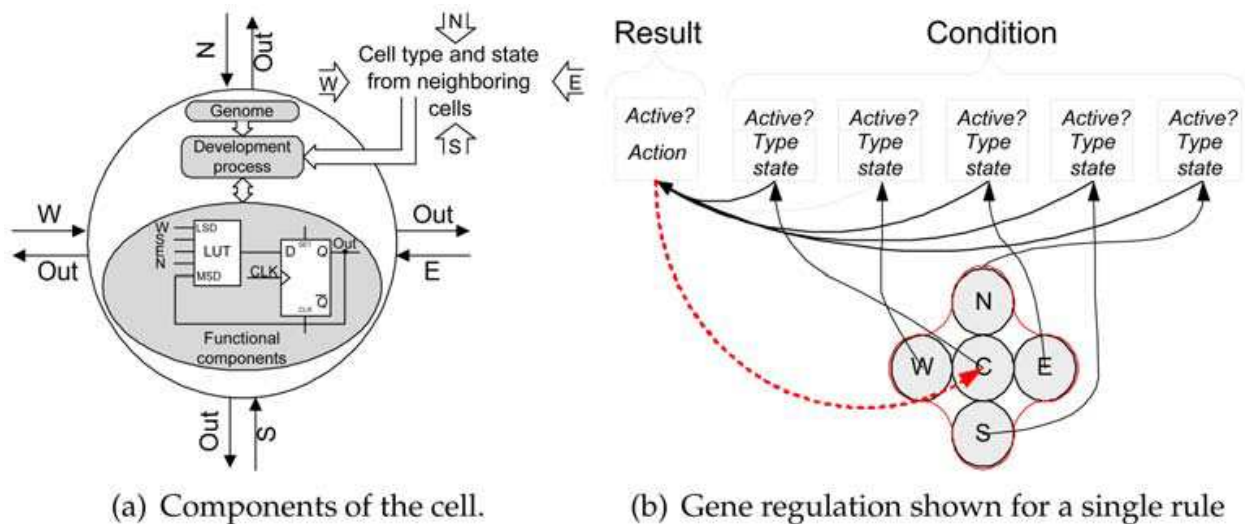 N
Out
N
Cell type and state
from neighboring
cells
W
E
S
Genome
Development
process
W
Out
Out
E
W
S
E
N
LSD
LUT
MSD
D
SET
Q
Out
CLK
Q
CLR
Functional
components
Out
S
(a) Components of the cell.
Result
Condition
Active?
Action
Active?
Type
state
Active?
Type
state
Active?
Type
state
Active?
Type
state
Active?
Type
state
N
W
C
E
S
(b) Gene regulation shown for a single rule